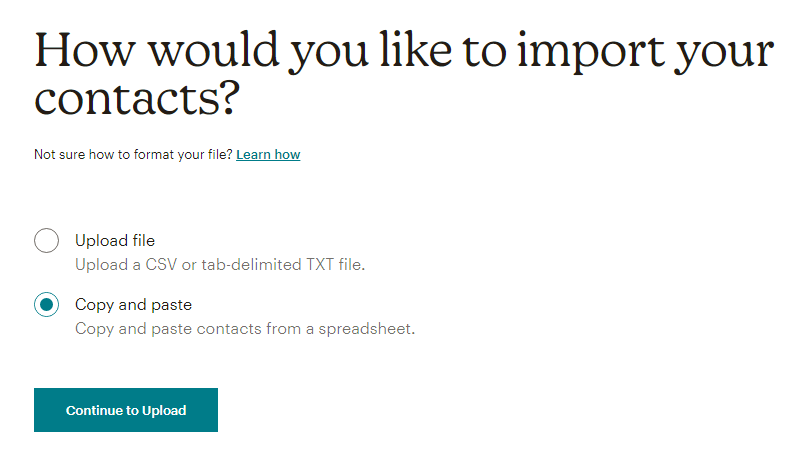 How would you like to import your
contacts?
Not sure how to format your file? Learn how
Upload file
Upload a CSV or tab-delimited TXT file.
Copy and paste
Copy and paste contacts from a spreadsheet.
Continue to Upload